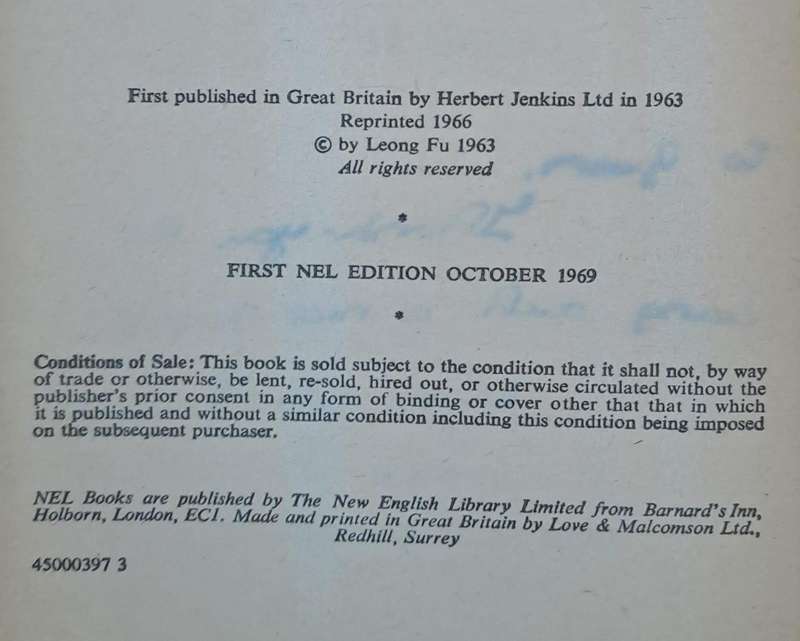 First published in Great Britain by Herbert Jenkins Ltd in 1963
Reprinted 1966
© by Leong Fu 1963
All rights reserved
*
FIRST NEL EDITION OCTOBER 1969
*
Conditions of Sale: This book is sold subject to the condition that it shall not, by way
of trade or otherwise, be lent, re-sold, hired out, or otherwise circulated without the
publisher's prior consent in any form of binding or cover other that that in which
it is published and without a similar condition including this condition being imposed
on the subsequent purchaser.
NEL Books are published by The New English Library Limited from Barnard's Inn,
Holborn, London, EC1. Made and printed in Great Britain by Love & Malcomson Ltd.,
Redhill, Surrey
45000397 3